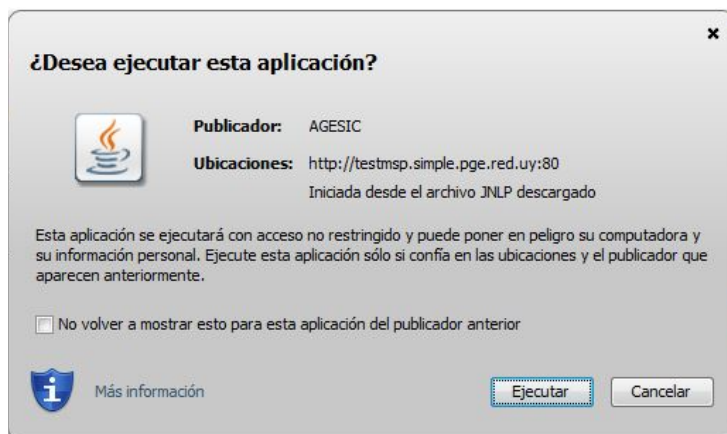 ¿Desea ejecutar esta aplicación?
Publicador: AGESIC
Ubicaciones: http://testmsp.simple.pge.red.uy:80
Iniciada desde el archivo JNLP descargado
Esta aplicación se ejecutará con acceso no restringido y puede poner en peligro su computadora y
su información personal. Ejecute esta aplicación sólo si confía en las ubicaciones y el publicador que
aparecen anteriormente.
No volver a mostrar esto para esta aplicación del publicador anterior
Más información
Ejecutar
Cancelar